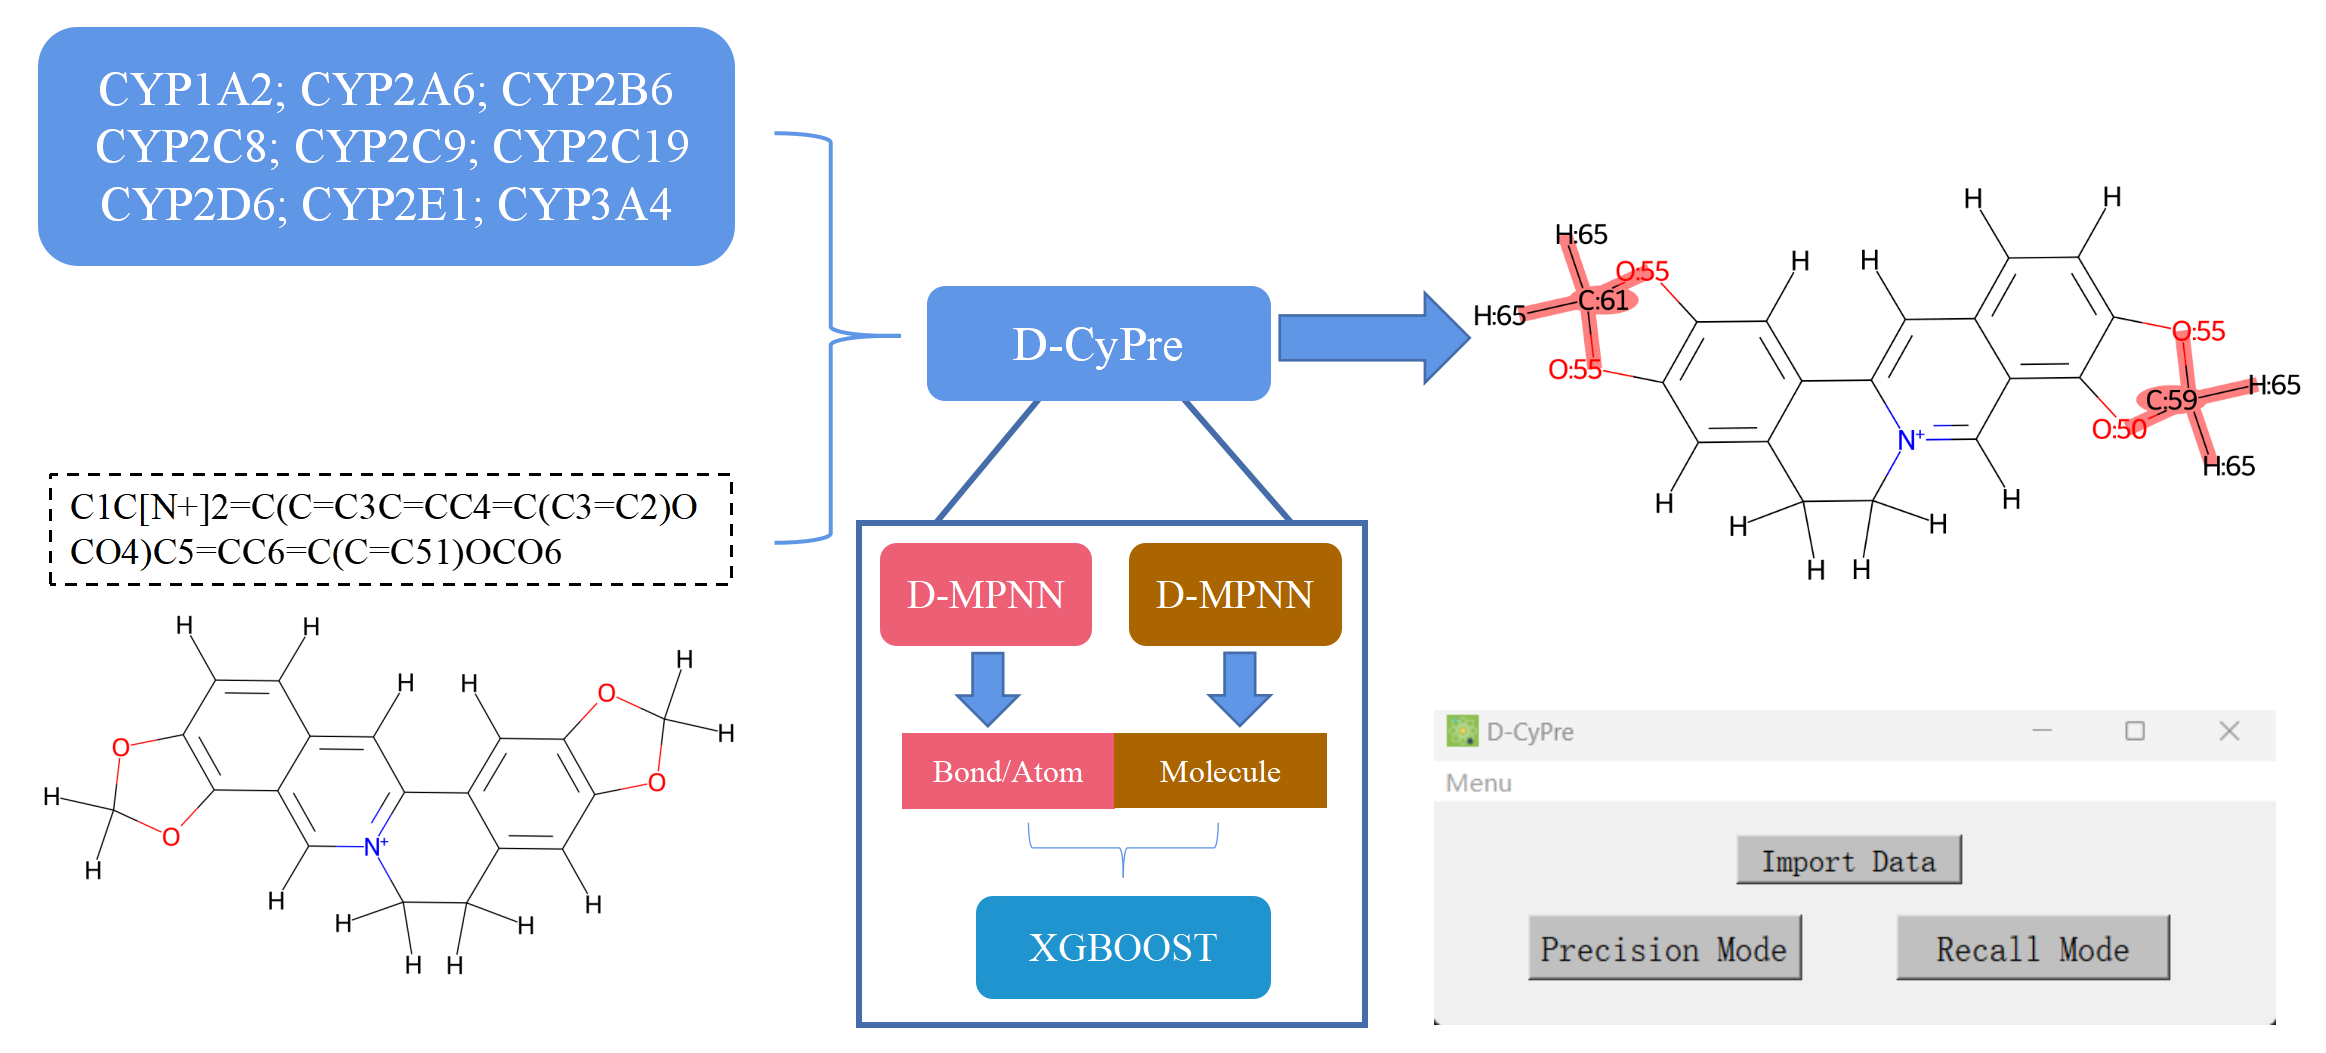 CYP1A2; CYP2A6; CYP2B6
CYP2C8; CYP2C9; CYP2C19
CYP2D6; CYP2E1; CYP3A4
C1C[N+]2=C(C=C3C=CC4=C(C3=C2)O
CO4)C5=CC6=C(C=C51)OCO6
H H
H H
O H
H
O
O
H
O
H
N+
H
H
H
H
H H
D-CyPre
D-MPNN D-MPNN
Bond/Atom Molecule
XGBOOST
H H
H:65
H H
O:55
C:61
H:65
O:55
O:55
H:65
C:59
O:50
N+
H:65
H
H
H
H
H H
D-CyPre
Menu
Import Data
Precision Mode Recall Mode